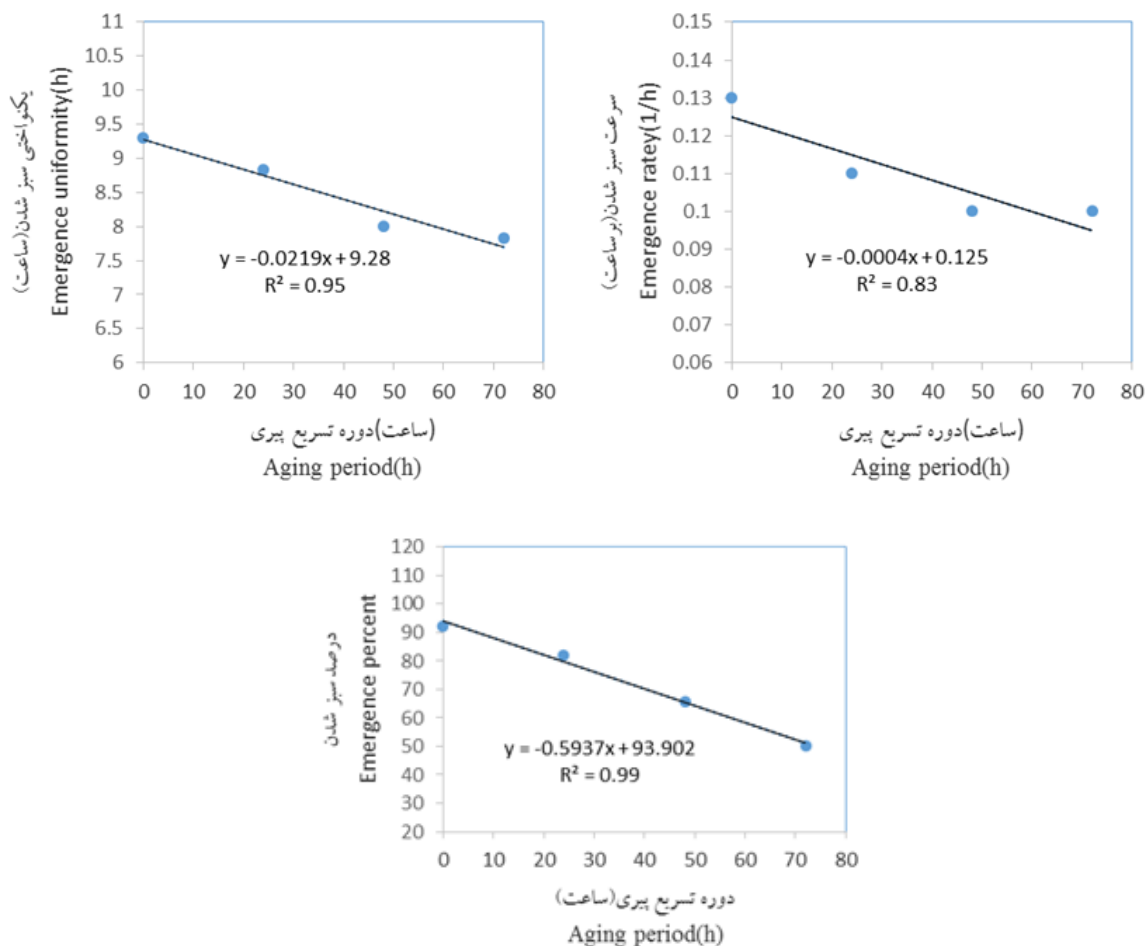 یکنواختی سبز شدن(ساعت)
Emergence uniformity(h)
11
10.5
10
9.5
9
8.5
8
7.5
7
6.5
6
y = -0.0219x + 9.28
R² = 0.95
0 10 20 30 40 50 60 70 80
(ساعت)دوره تسریع پیری
Aging period(h)
سرعت سبز شدن(برساعت)
Emergence ratey(1/h)
0.15
0.14
0.13
0.12
0.11
0.1
0.09
0.08
0.07
0.06
y = -0.0004x + 0.125
R² = 0.83
0 10 20 30 40 50 60 70 80
(ساعت)دوره تسریع پیری
Aging period(h)
درصد سبز شدن
Emergence percent
120
110
100
90
80
70
60
50
40
30
20
y = -0.5937x + 93.902
R² = 0.99
0 10 20 30 40 50 60 70 80
دوره تسریع پیری(ساعت)
Aging period(h)